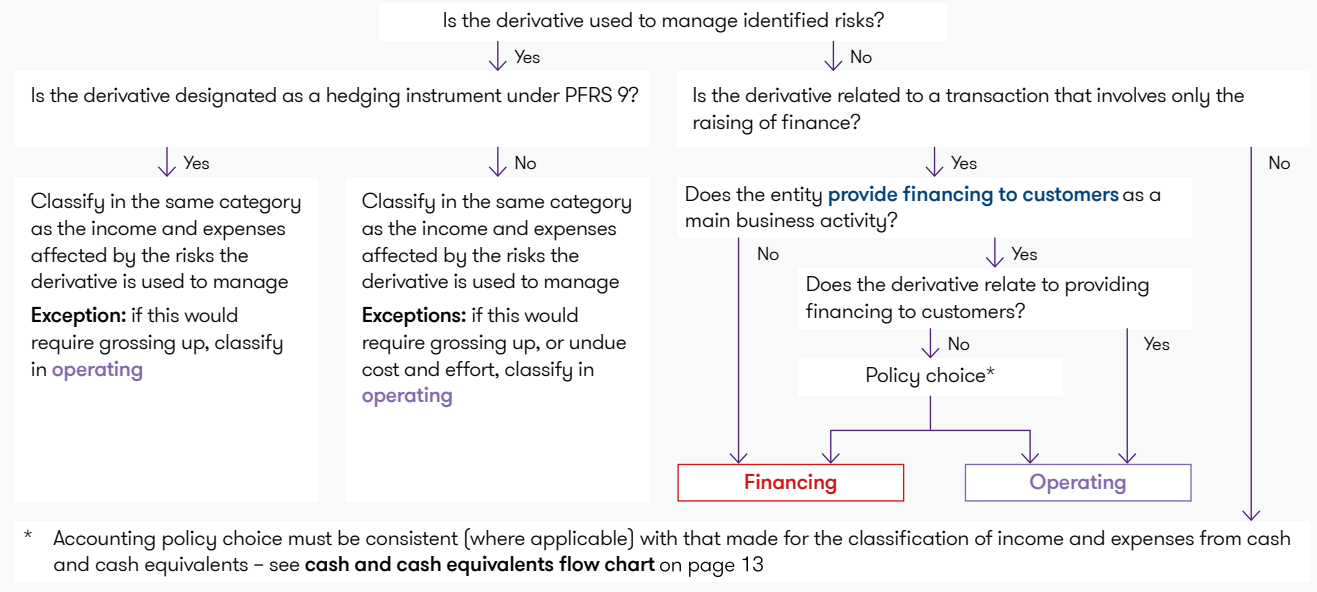 Is the derivative used to manage identified risks?
Yes
No
Is the derivative designated as a hedging instrument under PFRS 9?
Is the derivative related to a transaction that involves only the
raising of finance?
Yes
No
Yes
No
Classify in the same category
as the income and expenses
affected by the risks the
derivative is used to manage
Exception: if this would
require grossing up, classify
in operating
Classify in the same category
as the income and expenses
affected by the risks the
derivative is used to manage
Exceptions: if this would
require grossing up, or undue
cost and effort, classify in
operating
Does the entity provide financing to customers as a
main business activity?
No
Yes
Does the derivative relate to providing
financing to customers?
No
Yes
Policy choice*
Financing
Operating
* Accounting policy choice must be consistent (where applicable) with that made for the classification of income and expenses from cash
and cash equivalents – see cash and cash equivalents flow chart on page 13